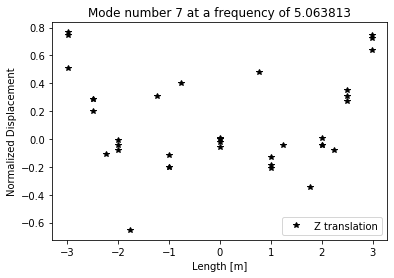 Mode number 7 at a frequency of 5.063813
0.8
0.6
0.4
0.2
0.0
−0.2
−0.4
−0.6
Normalized Displacement
Z translation
−3 −2 −1 0 1 2 3
Length [m]